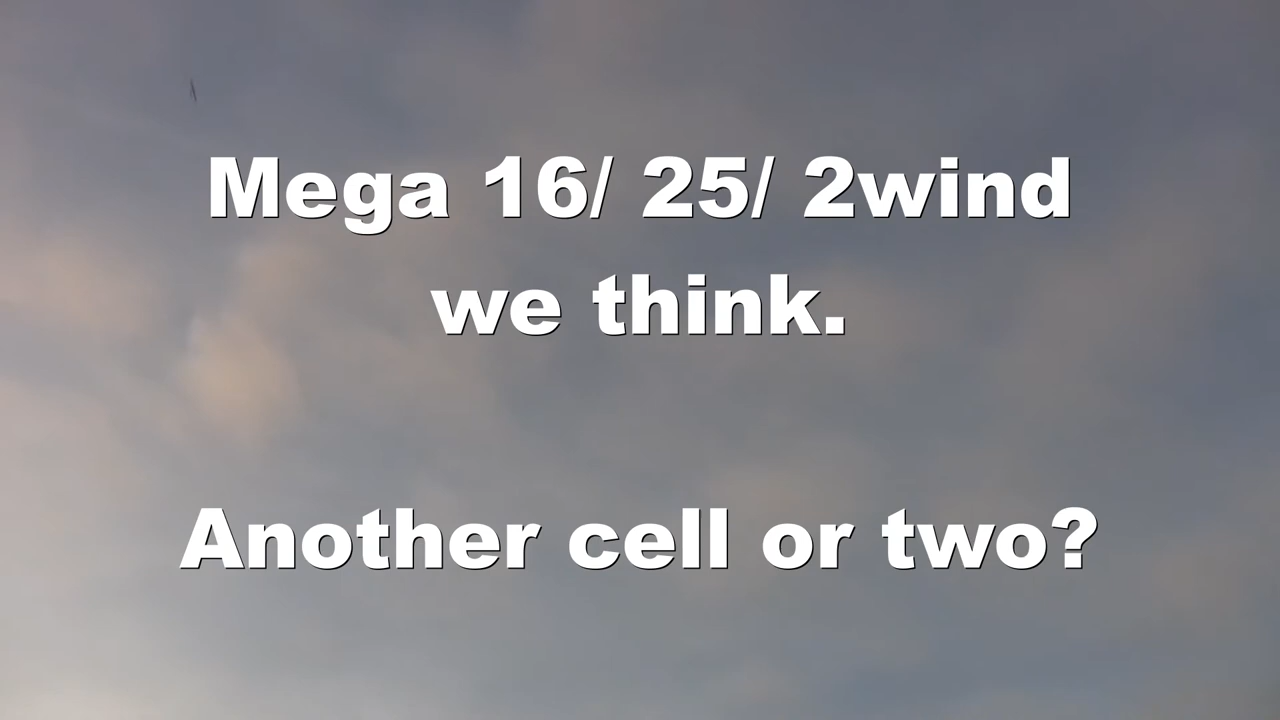 Mega 16/ 25/ 2wind
we think.
Another cell or two?